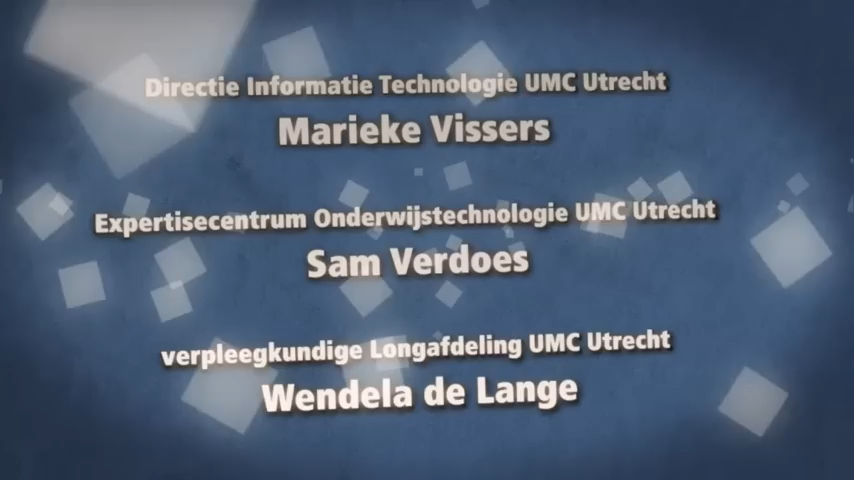 Directie Informatie Technologie UMC Utrecht
Marieke Vissers
Expertisecentrum Onderwijstechnologie UMC Utrecht
Sam Verdoes
verpleegkundige Longafdeling UMC Utrecht
Wendela de Lange